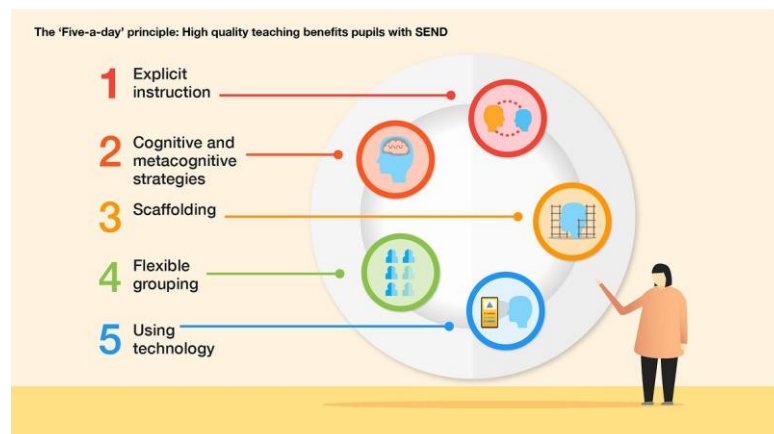 The ‘Five-a-day’ principle: High quality teaching benefits pupils with SEND
1 Explicit
instruction
2 Cognitive and
metacognitive
strategies
3 Scaffolding
4 Flexible
grouping
5 Using
technology